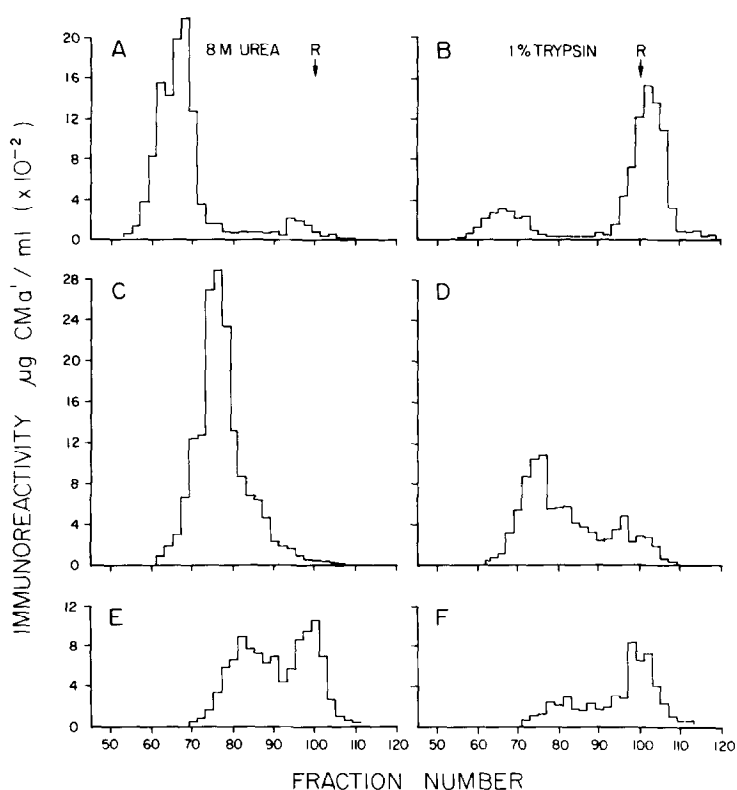 A 8 M UREA R
B 1 % TRYPSIN R
20
16
12
8
4
0
C
D
28
24
20
16
12
8
4
0
E
F
12
8
4
0
50 60 70 80 90 100 110 120
50 60 70 80 90 100 110 120
IMMUNOREACTIVITY µg CMa'/ ml ( x 10⁻²)
FRACTION NUMBER